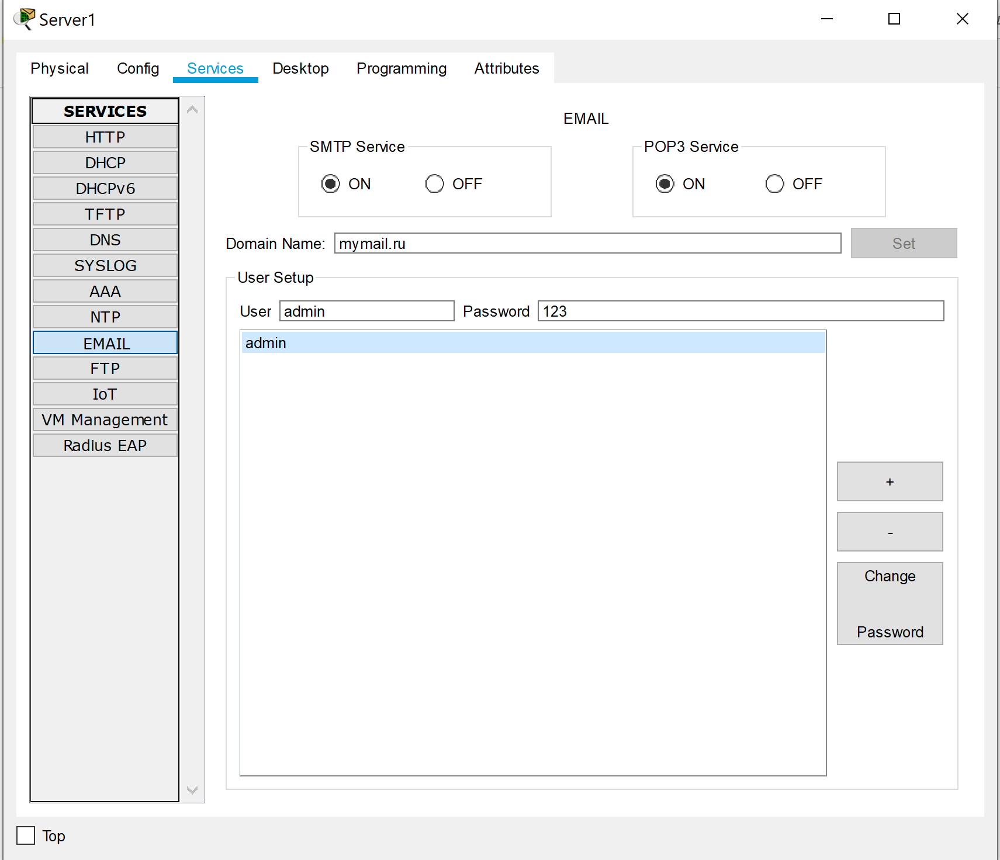 Server1
Physical Config Services Desktop Programming Attributes
SERVICES
HTTP
DHCP
DHCPv6
TFTP
DNS
SYSLOG
AAA
NTP
EMAIL
FTP
IoT
VM Management
Radius EAP
EMAIL
SMTP Service POP3 Service
ON OFF ON OFF
Domain Name: mymail.ru Set
User Setup
User admin Password 123
admin
+
-
Change
Password
Top